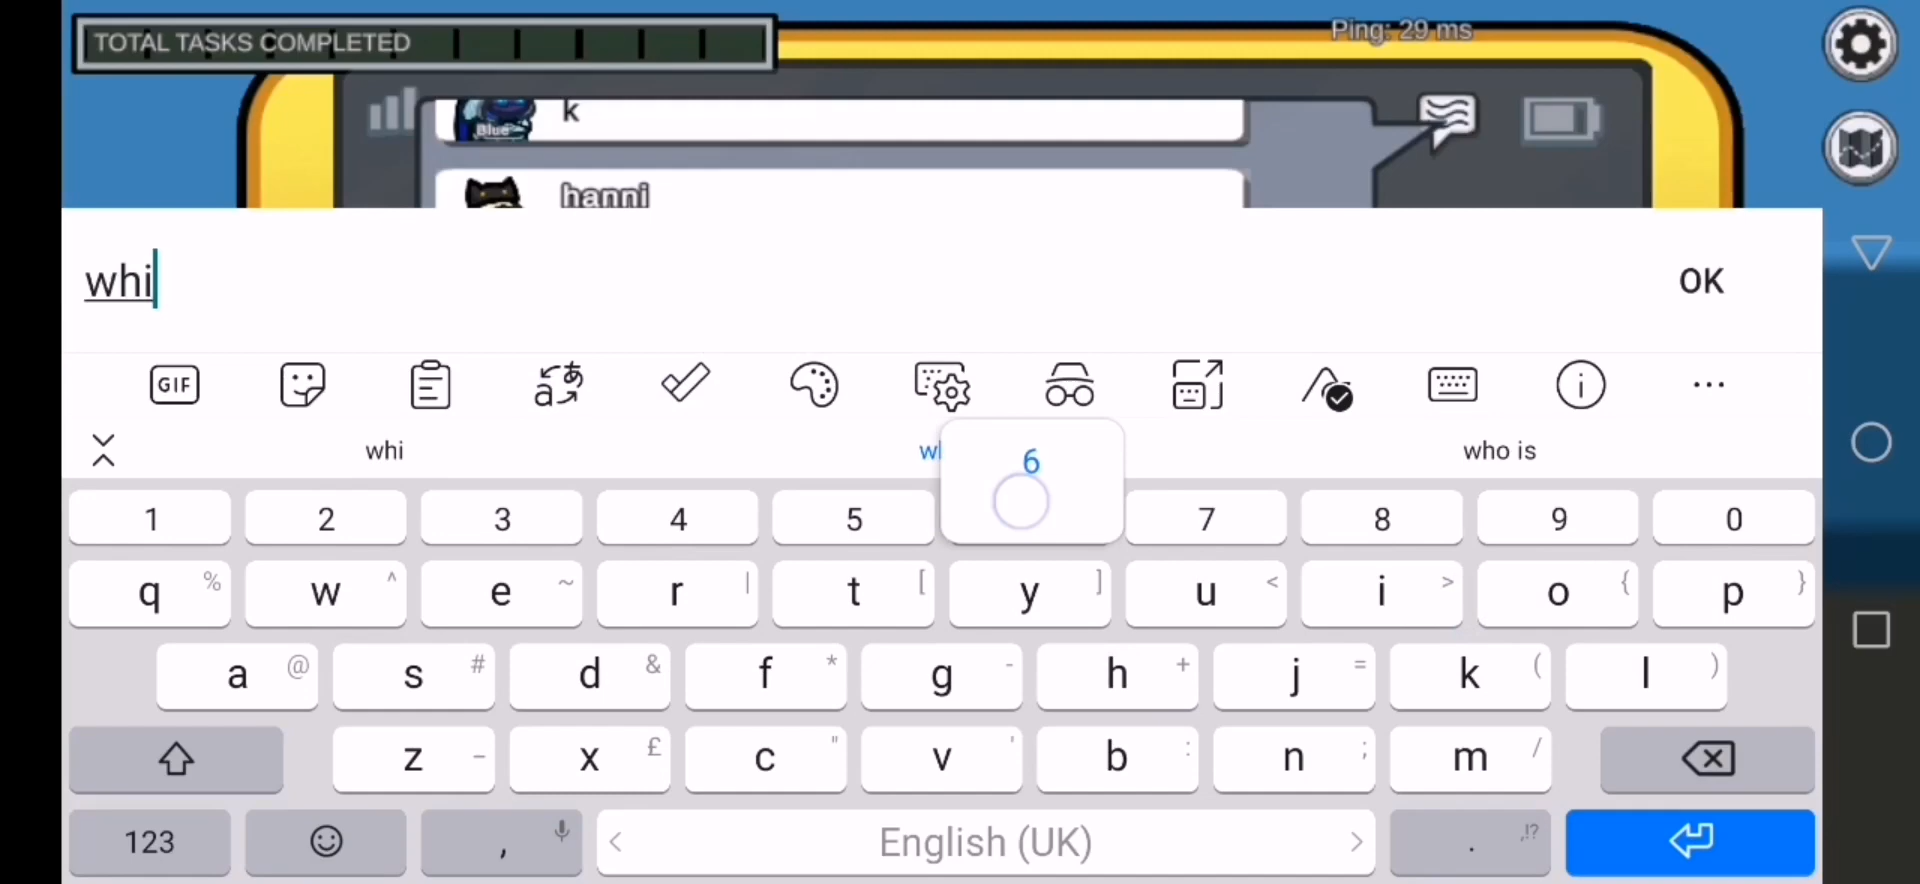 TOTAL TASKS COMPLETED
Ping: 29 ms
k
Blue
hanni
whi
OK
GIF
whi
who is
6
1 2 3 4 5 7 8 9 0
q % w ^ e ~ r | t [ y ] u < i > o { p }
a @ s # d & f * g - h + j = k ( l )
z _ x £ c " v ' b : n ; m / 
123 , < English (UK) > . ,!?